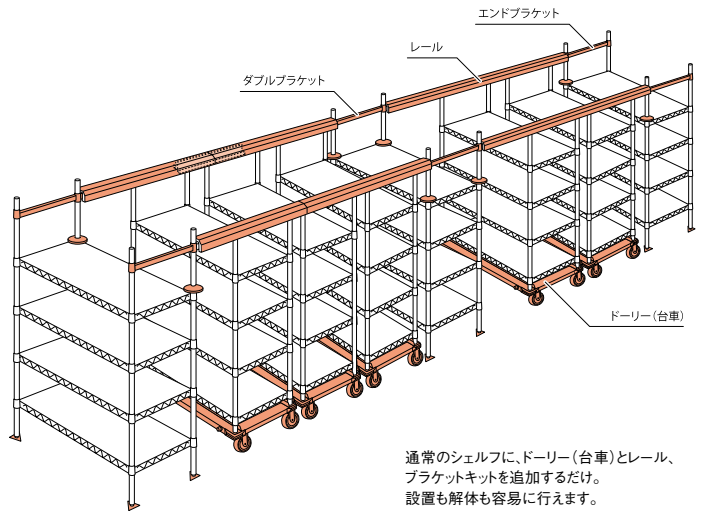 エンドブラケット
レール
ダブルブラケット
ドーリー(台車)
通常のシェルフに、ドーリー(台車)とレール、
ブラケットキットを追加するだけ。
設置も解体も容易に行えます。